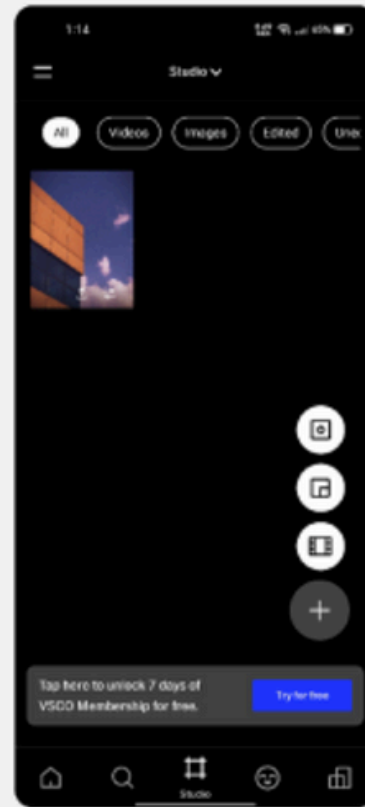 1:14
Studio
All
Videos
Images
Edited
Tap here to unlock 7 days of
VSCO Membership for free.
Try for free
Studio